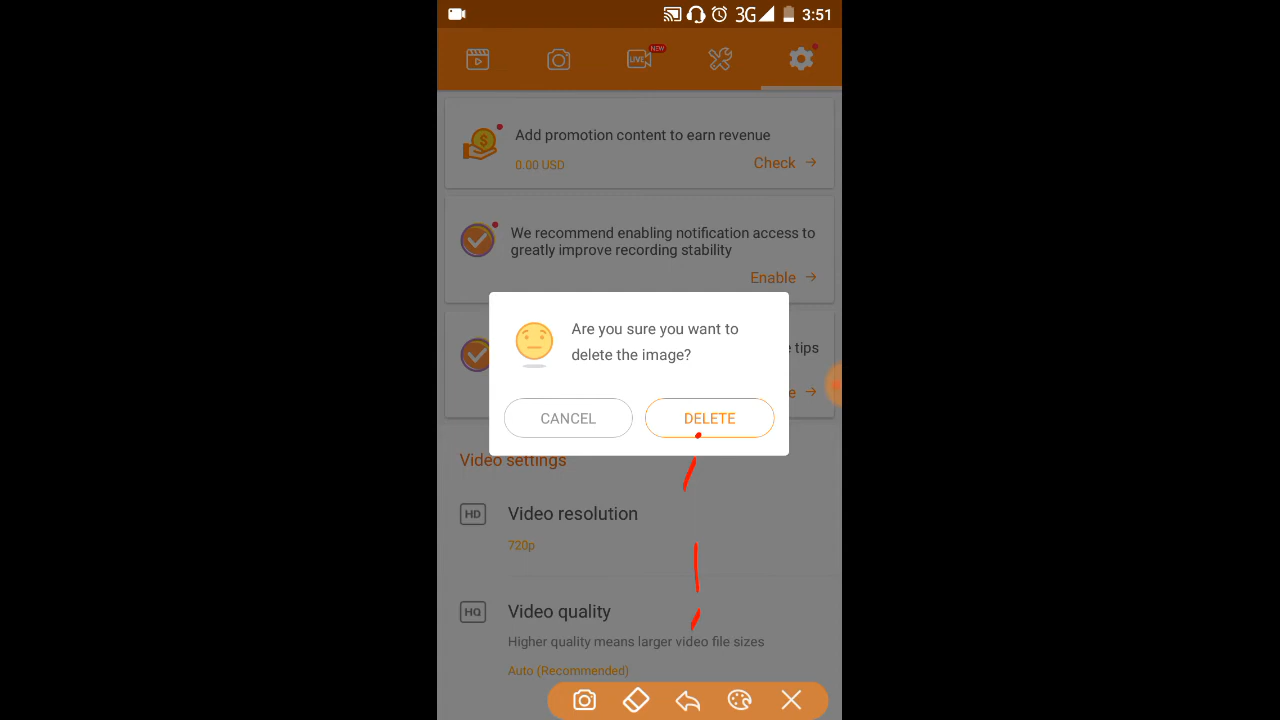 3G 3:51
LIVE NEW
Add promotion content to earn revenue
0.00 USD
Check
We recommend enabling notification access to
greatly improve recording stability
Enable
Are you sure you want to
delete the image?
e tips
e
CANCEL
DELETE
Video settings
HD Video resolution
720p
HQ Video quality
Higher quality means larger video file sizes
Auto (Recommended)